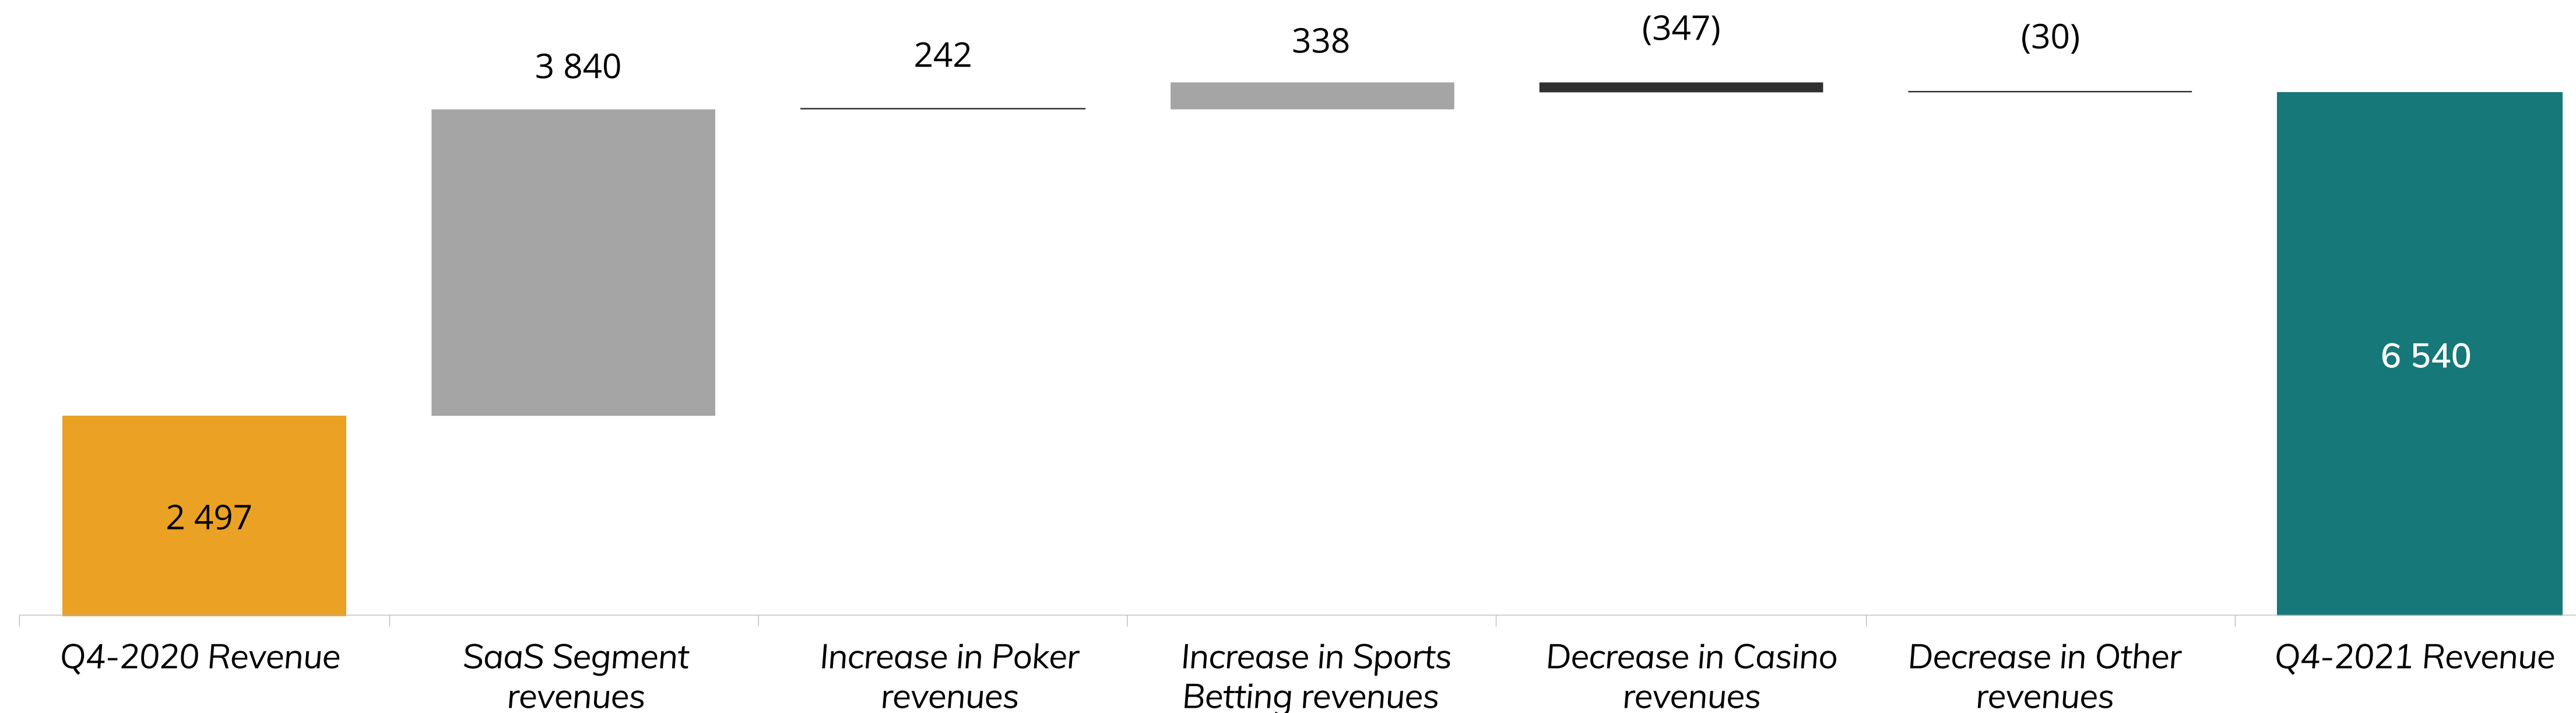 2 497
3 840
242
338
(347)
(30)
6 540
Q4-2020 Revenue
SaaS Segment
revenues
Increase in Poker
revenues
Increase in Sports
Betting revenues
Decrease in Casino
revenues
Decrease in Other
revenues
Q4-2021 Revenue